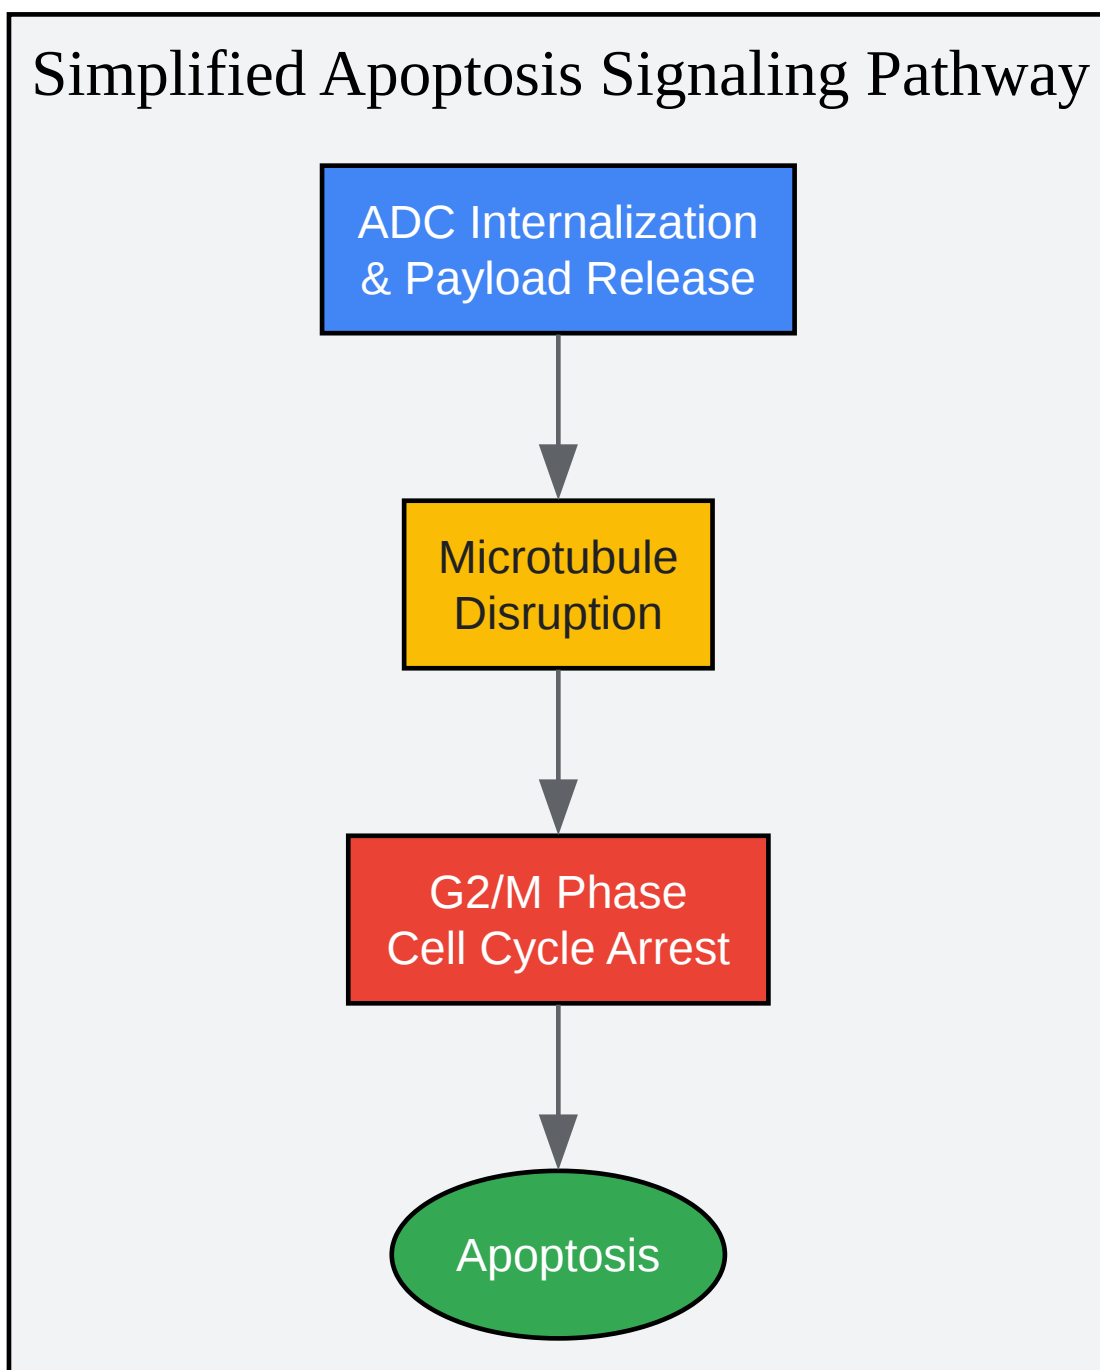 Simplified Apoptosis Signaling Pathway
ADC Internalization
& Payload Release
Microtubule
Disruption
G2/M Phase
Cell Cycle Arrest
Apoptosis